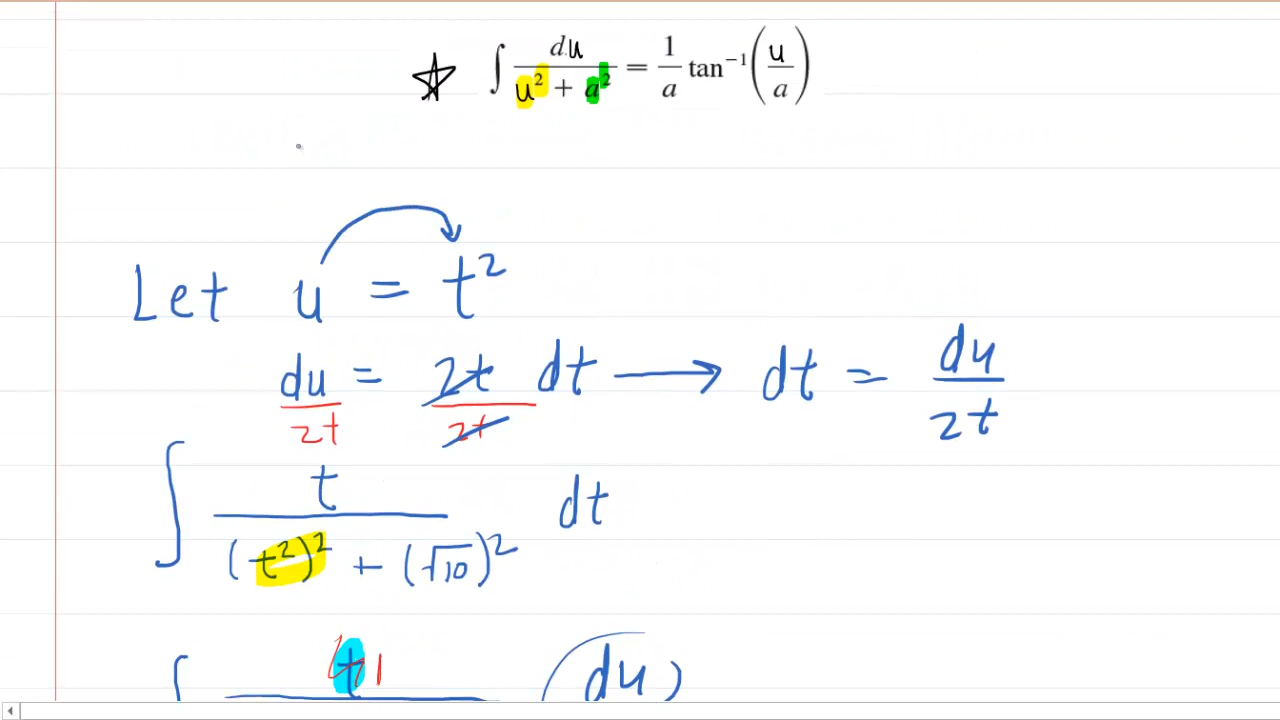 ☆ ∫ du / (u² + a²) = 1/a tan⁻¹(u/a)
Let u = t²
du = 2t dt → dt = du / 2t
2t 2t
∫ t / ((t²)² + (√10)²) dt
∫ t 1 (du)